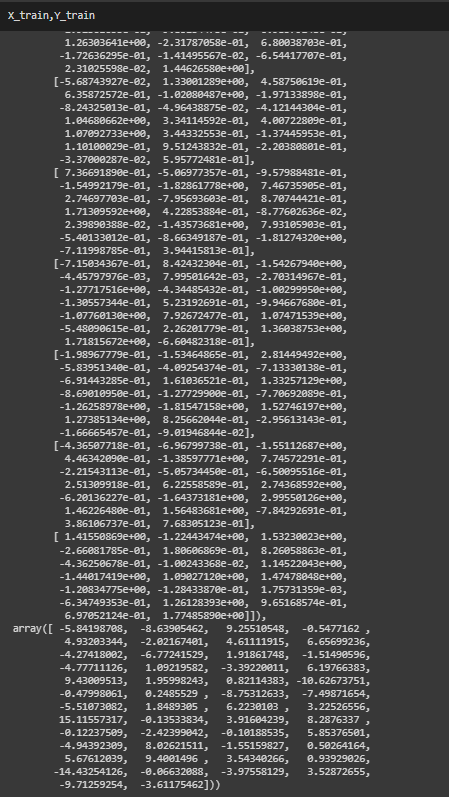 X_train,Y_train
1.26303641e+00, -2.31787058e-01, 6.80038703e-01,
-1.72636295e-01, -1.41495567e-02, -6.54417707e-01,
2.31025598e-02, 1.44626580e+00],
[-5.68743927e-02, 1.33001289e+00, 4.58750619e-01,
6.35872572e-01, -1.02080487e+00, -1.97133898e-01,
-8.24325013e-01, -4.96438875e-02, -4.12144304e-01,
1.04680662e+00, 3.34114592e-01, 4.00722809e-01,
1.07092733e+00, 3.44332553e-01, -1.37445953e-01,
1.10100029e-01, 9.51243832e-01, -2.20380801e-01,
-3.37000287e-02, 5.95772481e-01],
[ 7.36691890e-01, -5.06977357e-01, -9.57988481e-01,
-1.54992179e-01, -1.82861778e+00, 7.46735905e-01,
2.74697703e-01, -7.95693603e-01, 8.70744421e-01,
1.71309592e+00, 4.22853884e-01, -8.77602636e-02,
2.39890388e-02, -1.43573681e+00, 7.93105903e-01,
-5.40133012e-01, -8.66349187e-01, -1.81274320e+00,
-7.11998785e-01, 3.94415813e-01],
[-7.15034367e-01, 8.42432304e-01, -1.54267940e+00,
-4.45797976e-03, 7.99501642e-03, -2.70314967e-01,
-1.27717516e+00, -4.34485432e-01, -1.00299950e+00,
-1.30557344e-01, 5.23192691e-01, -9.94667680e-01,
-1.07760130e+00, 7.92672477e-01, 1.07471539e+00,
-5.48090615e-01, 2.26201779e-01, 1.36038753e+00,
1.71815672e+00, -6.60482318e-01],
[-1.98967779e-01, -1.53464865e-01, 2.81449492e+00,
-5.83951340e-01, -4.09254374e-01, -7.13330138e-01,
-6.91443285e-01, 1.61036521e-01, 1.33257129e+00,
-8.69010950e-01, -1.27729900e-01, -7.70692089e-01,
-1.26258978e+00, -1.81547158e+00, 1.52746197e+00,
1.27385134e+00, 8.25662044e-01, -2.95613143e-01,
-1.66665457e-01, -9.01946844e-02],
[-4.36507718e-01, -6.96799738e-01, -1.55112687e+00,
4.46342090e-01, -1.38597771e+00, 7.74572291e-01,
-2.21543113e-01, -5.05734450e-01, -6.50095516e-01,
2.51309918e-01, 6.22558589e-01, 2.74368592e+00,
-6.20136227e-01, -1.64373181e+00, 2.99550126e+00,
1.46226480e-01, 1.56483681e+00, -7.84292691e-01,
3.86106737e-01, 7.68305123e-01],
[ 1.41550869e+00, -1.22443474e+00, 1.53230023e+00,
-2.66081785e-01, 1.80606869e-01, 8.26058863e-01,
-4.36250678e-01, -1.00243368e-02, 1.14522043e-01,
-1.44017419e+00, 1.09027120e+00, 1.47478048e+00,
-1.20834775e+00, -1.28433870e-01, 1.75731359e-03,
-6.34749353e-01, 1.26128393e+00, 9.65168574e-01,
6.97052124e-01, 1.77485890e+00]]),
array([ -5.84198708, -8.63905462, 9.25510548, -0.5477162 ,
4.93203344, -2.02167401, 4.61111915, 6.65699236,
-4.27418002, -6.77241529, 1.91861748, -1.51490596,
-4.77711126, 1.09219582, -3.39220011, 6.19766383,
9.43009513, 1.95998243, 0.82114383, -10.62673751,
-0.47998061, 0.2485529 , -8.75312633, -7.49871654,
-5.51073082, 1.8489305 , 6.2230103 , 3.22526556,
15.11557317, -0.13533834, 3.91604239, 8.2876337 ,
-0.12237509, -2.42399042, -0.10188535, 5.85376501,
-4.94392309, 8.02621511, -1.55159827, 0.50264164,
5.67612039, 9.4001496 , 3.54340266, 0.93929026,
-14.43254126, -0.06632088, -3.97558129, 3.52872655,
-9.71259254, -3.61175462]))